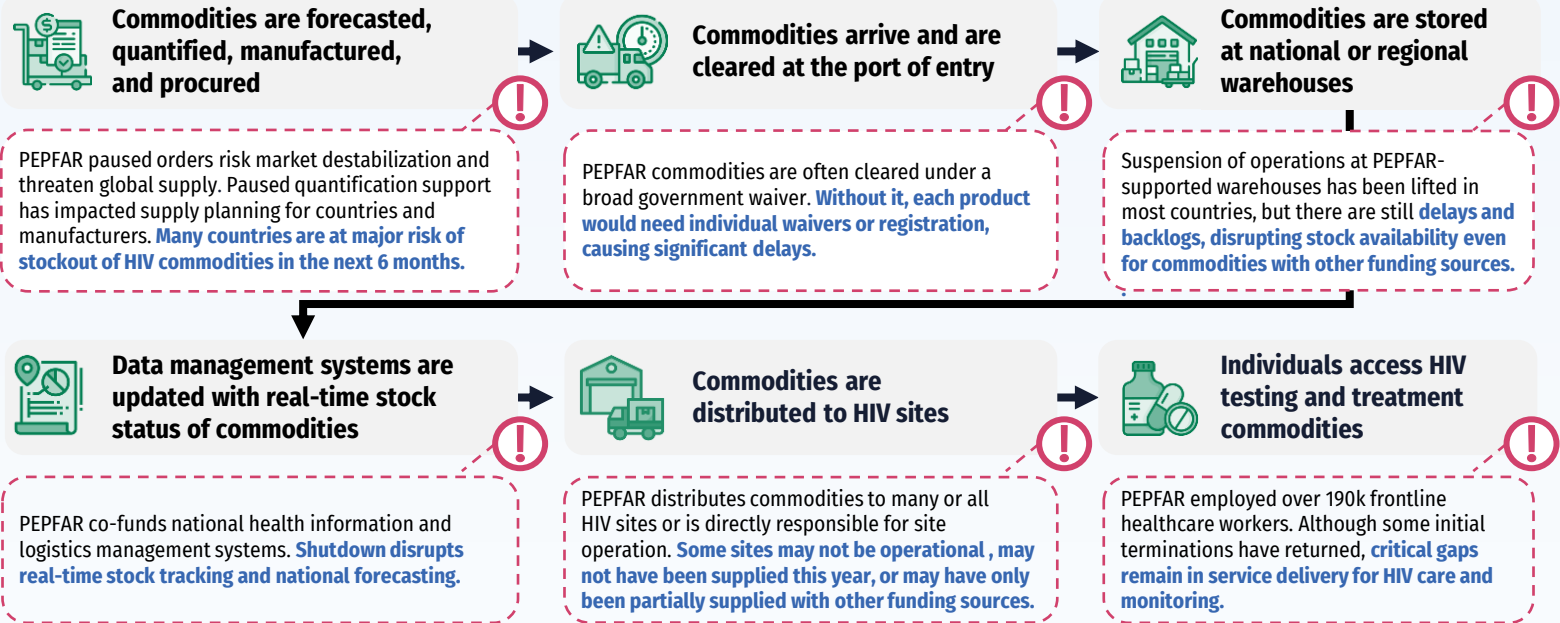 Commodities are forecasted,
quantified, manufactured,
and procured
Commodities arrive and are
cleared at the port of entry
Commodities are stored
at national or regional
warehouses
PEPFAR paused orders risk market destabilization and
threaten global supply. Paused quantification support
has impacted supply planning for countries and
manufacturers. Many countries are at major risk of
stockout of HIV commodities in the next 6 months.
PEPFAR commodities are often cleared under a
broad government waiver. Without it, each product
would need individual waivers or registration,
causing significant delays.
Suspension of operations at PEPFAR-
supported warehouses has been lifted in
most countries, but there are still delays and
backlogs, disrupting stock availability even
for commodities with other funding sources.
.
Data management systems are
updated with real-time stock
status of commodities
Commodities are
distributed to HIV sites
Individuals access HIV
testing and treatment
commodities
PEPFAR co-funds national health information and
logistics management systems. Shutdown disrupts
real-time stock tracking and national forecasting.
PEPFAR distributes commodities to many or all
HIV sites or is directly responsible for site
operation. Some sites may not be operational , may
not have been supplied this year, or may have only
been partially supplied with other funding sources.
PEPFAR employed over 190k frontline
healthcare workers. Although some initial
terminations have returned, critical gaps
remain in service delivery for HIV care and
monitoring.